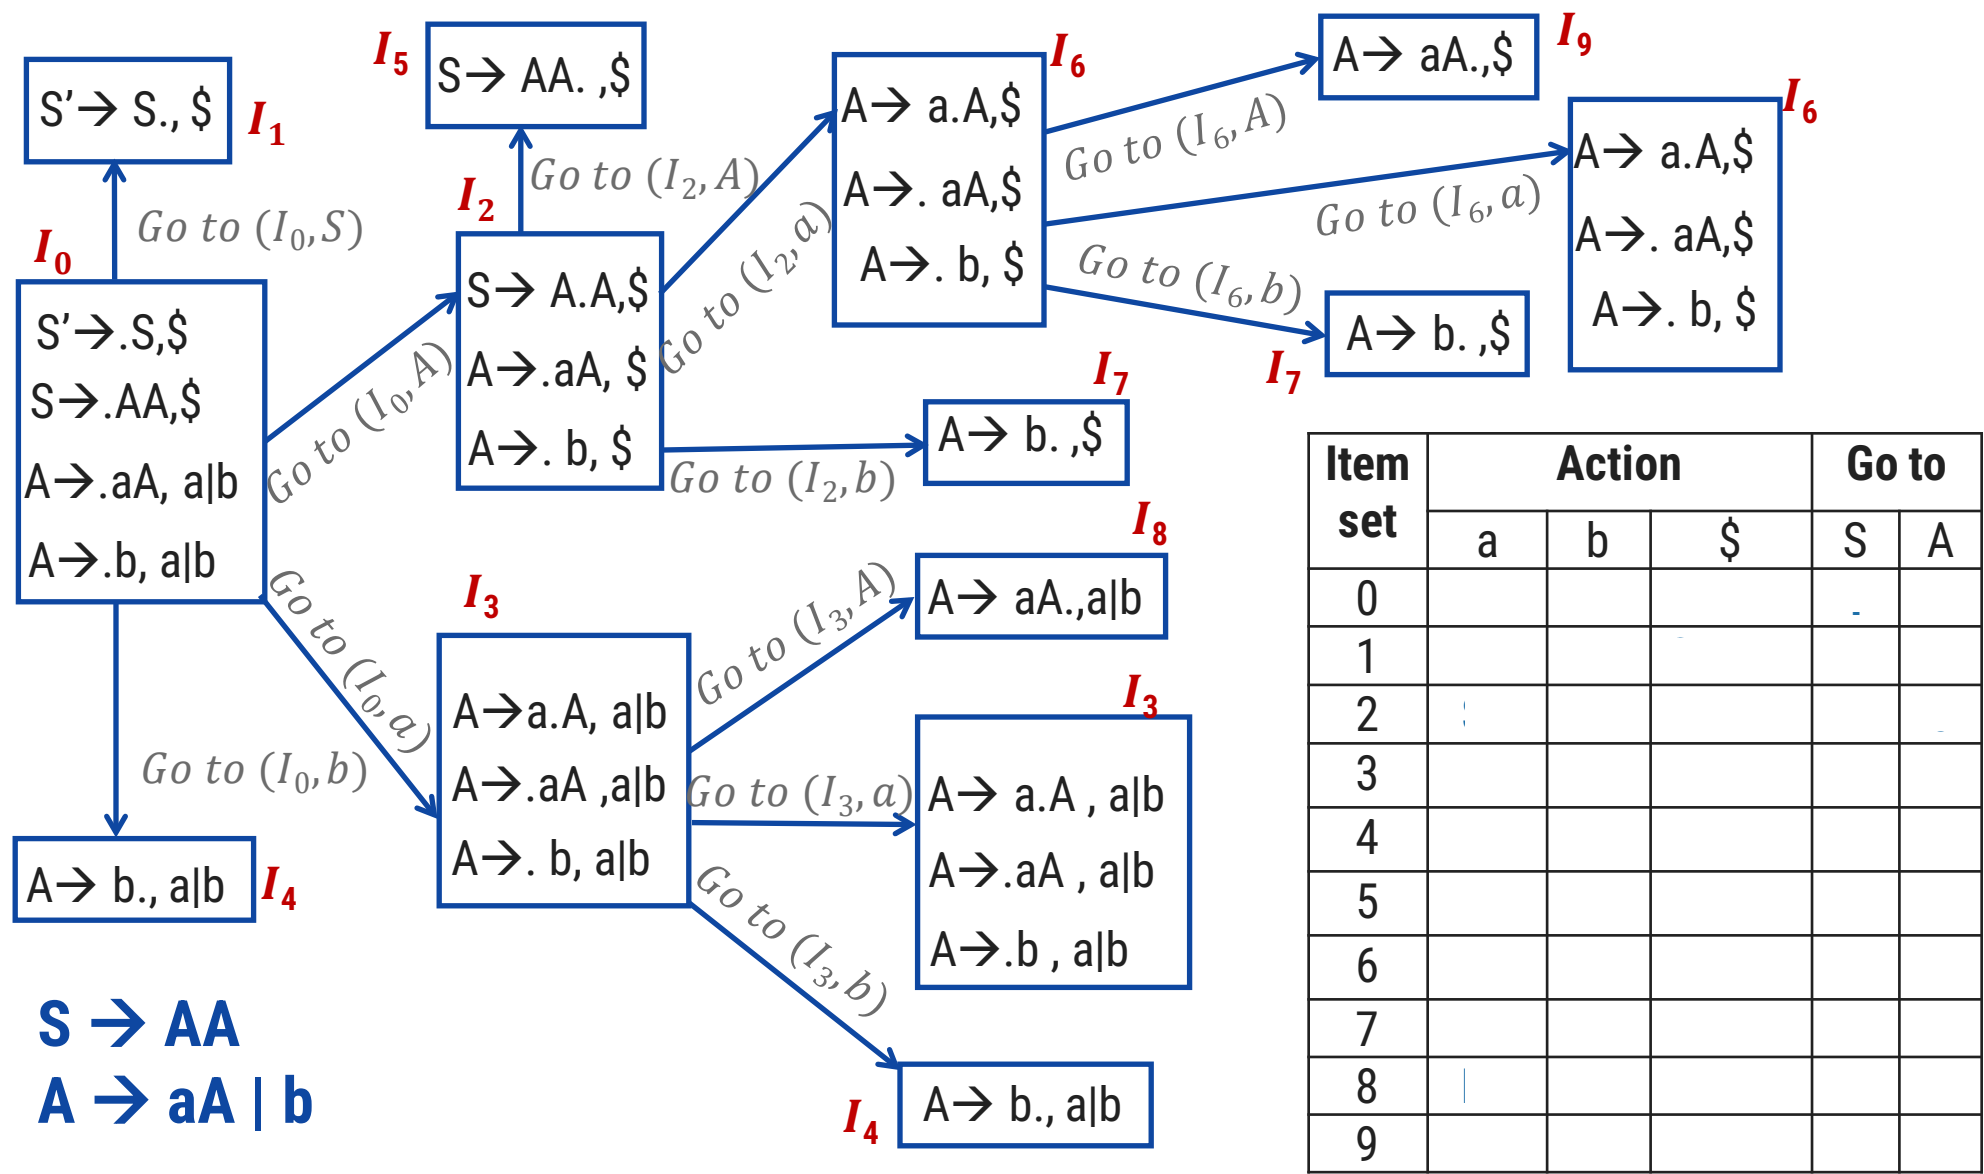 I0
S’→.S,$
S→.AA,$
A→.aA, a|b
A→.b, a|b
Go to (I0,S)
I1
S’→ S., $
Go to (I0,A)
I2
S→ A.A,$
A→.aA, $
A→. b, $
Go to (I0,a)
I3
A→a.A, a|b
A→.aA ,a|b
A→. b, a|b
Go to (I0,b)
I4
A→ b., a|b
Go to (I2,A)
I5
S→ AA. ,$
Go to (I2,a)
I6
A→ a.A,$
A→. aA,$
A→. b, $
Go to (I2,b)
I7
A→ b. ,$
Go to (I3,A)
I8
A→ aA.,a|b
Go to (I3,a)
I3
A→ a.A , a|b
A→.aA , a|b
A→.b , a|b
Go to (I3,b)
I4
A→ b., a|b
Go to (I6,A)
I9
A→ aA.,$
Go to (I6,a)
I6
A→ a.A,$
A→. aA,$
A→. b, $
Go to (I6,b)
I7
A→ b. ,$
S → AA
A → aA | b
Item set Action Go to
a b $ S A
0
1
2
3
4
5
6
7
8
9